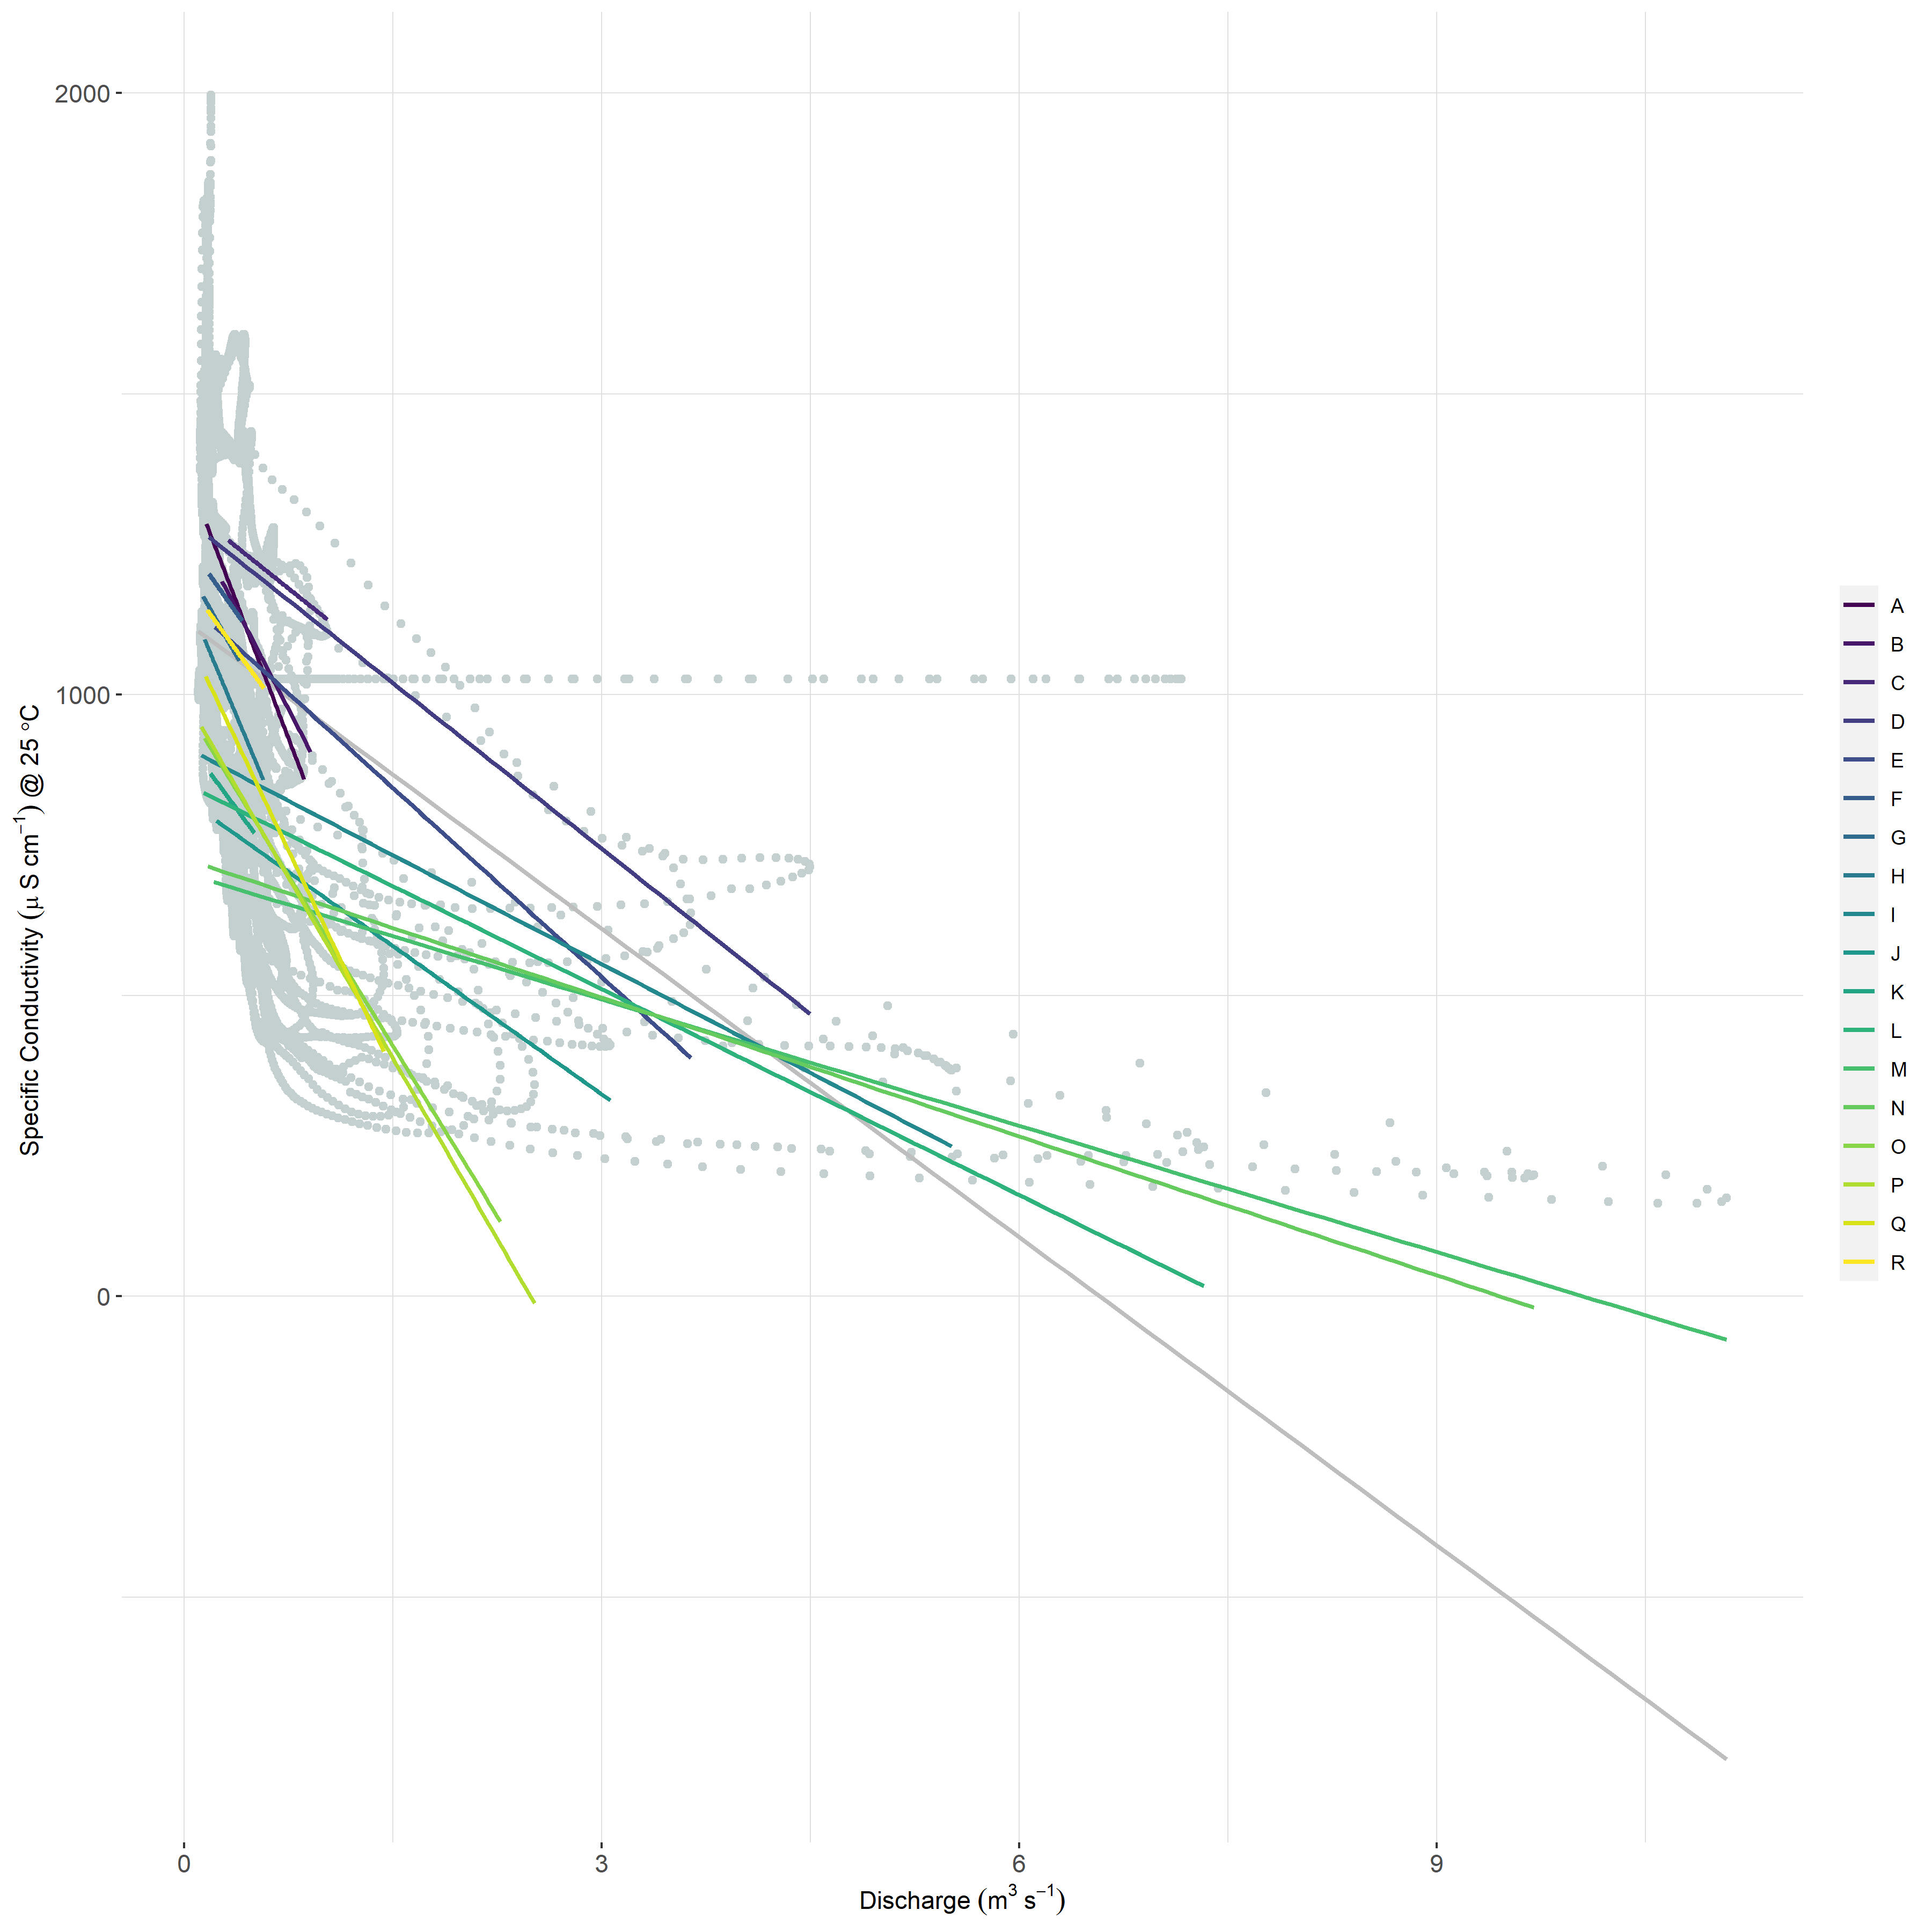 2000
1000
0
Specific Conductivity (μ S cm⁻¹) @ 25 °C
0
3
6
9
Discharge (m³ s⁻¹)
A
B
C
D
E
F
G
H
I
J
K
L
M
N
O
P
Q
R